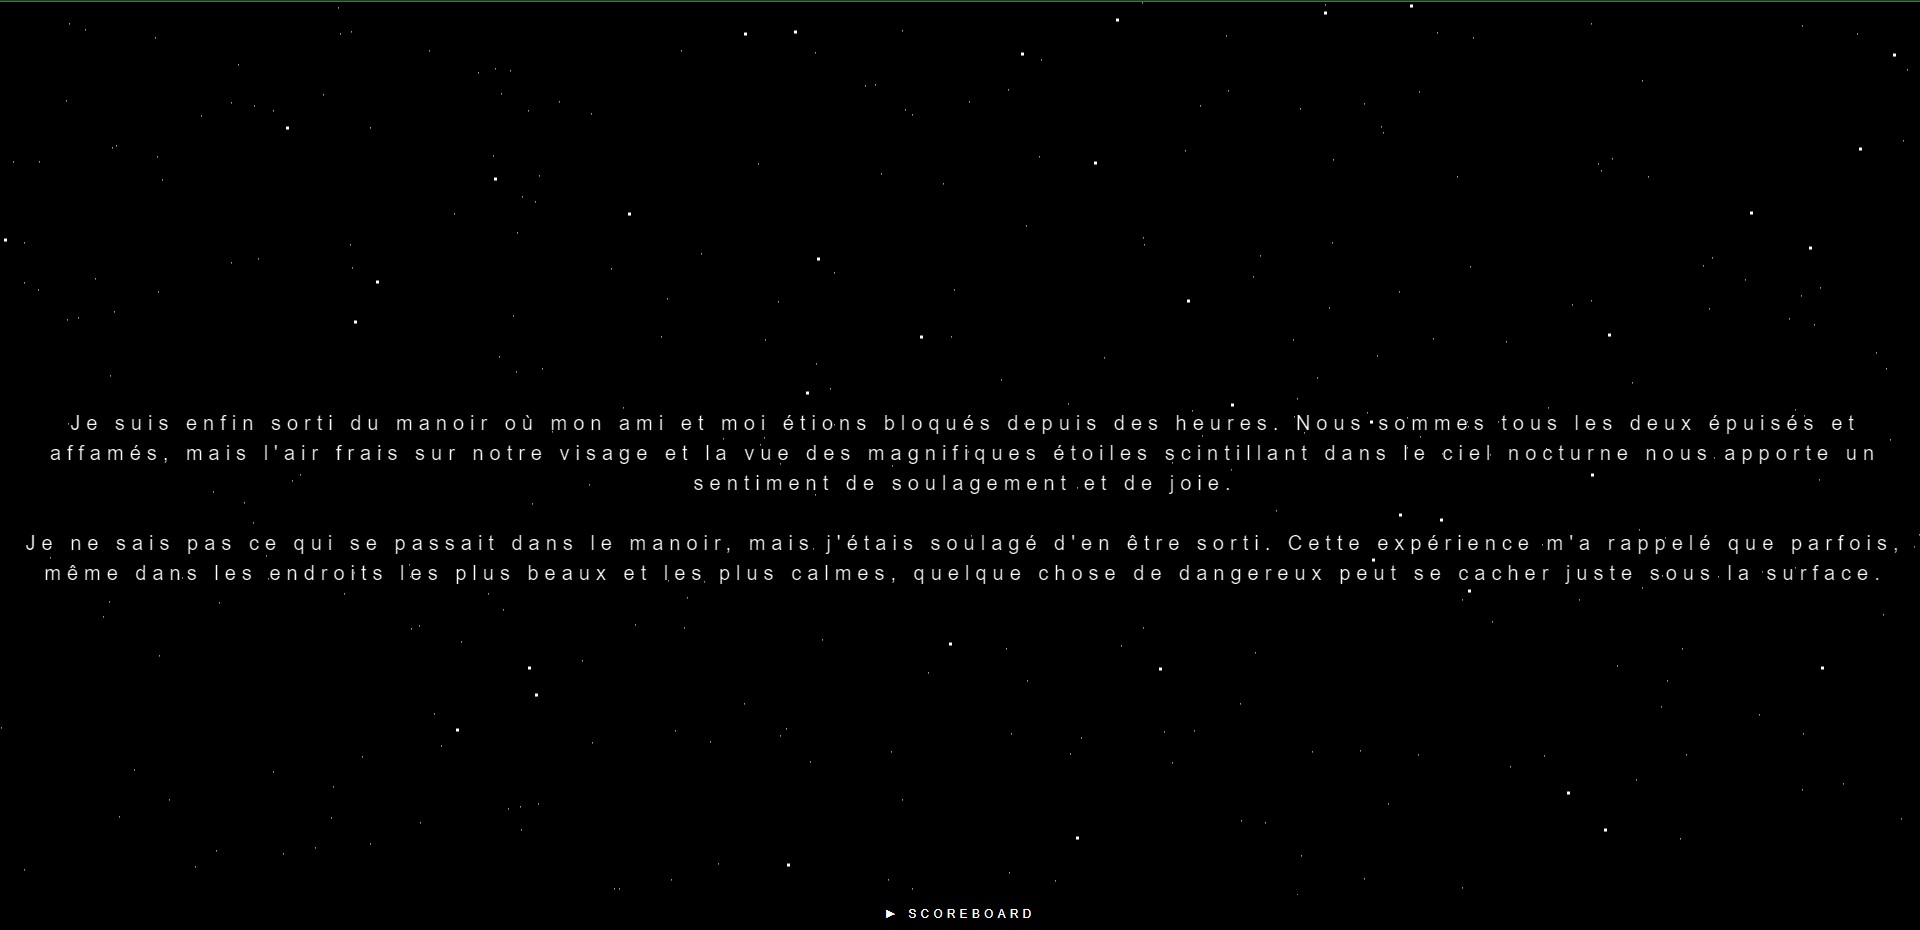 Je suis enfin sorti du manoir où mon ami et moi étions bloqués depuis des heures. Nous sommes tous les deux épuisés et
affamés, mais l'air frais sur notre visage et la vue des magnifiques étoiles scintillant dans le ciel nocturne nous apporte un
sentiment de soulagement et de joie.
Je ne sais pas ce qui se passait dans le manoir, mais j'étais soulagé d'en être sorti. Cette expérience m'a rappelé que parfois,
même dans les endroits les plus beaux et les plus calmes, quelque chose de dangereux peut se cacher juste sous la surface.
► SCOREBOARD